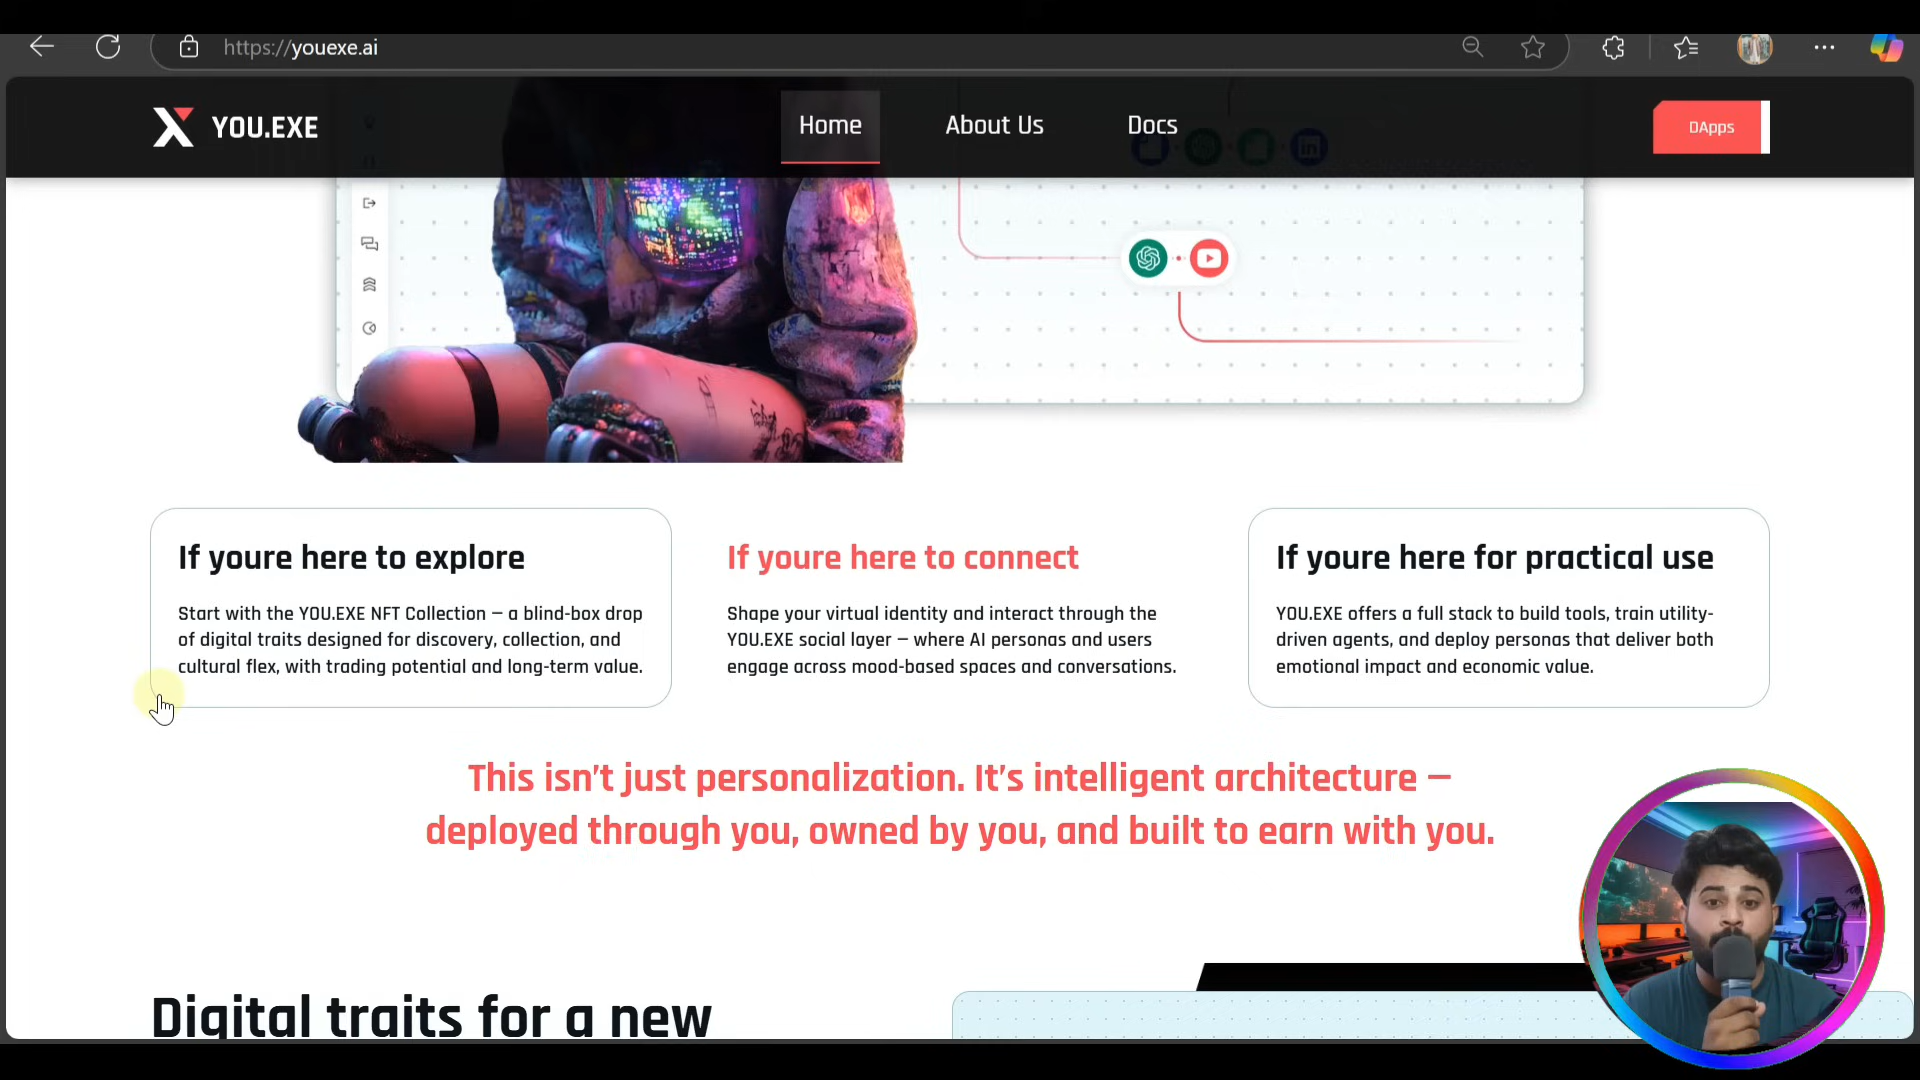 https://youexe.ai
YOU.EXE
Home
About Us
Docs
DApps
If youre here to explore
Start with the YOU.EXE NFT Collection – a blind-box drop
of digital traits designed for discovery, collection, and
cultural flex, with trading potential and long-term value.
If youre here to connect
Shape your virtual identity and interact through the
YOU.EXE social layer – where AI personas and users
engage across mood-based spaces and conversations.
If youre here for practical use
YOU.EXE offers a full stack to build tools, train utility-
driven agents, and deploy personas that deliver both
emotional impact and economic value.
This isn’t just personalization. It’s intelligent architecture –
deployed through you, owned by you, and built to earn with you.
Digital traits for a new